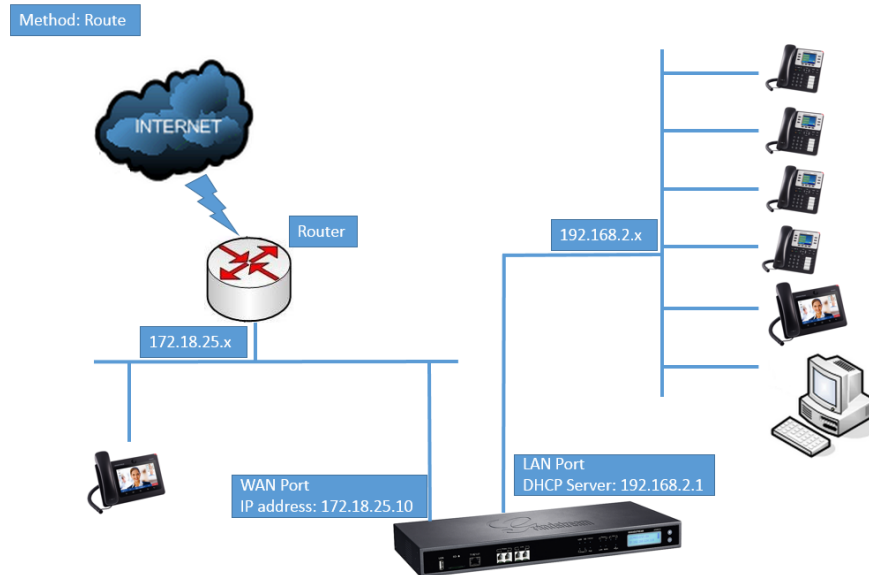 Method: Route
INTERNET
Router
192.168.2.x
172.18.25.x
WAN Port
IP address: 172.18.25.10
LAN Port
DHCP Server: 192.168.2.1